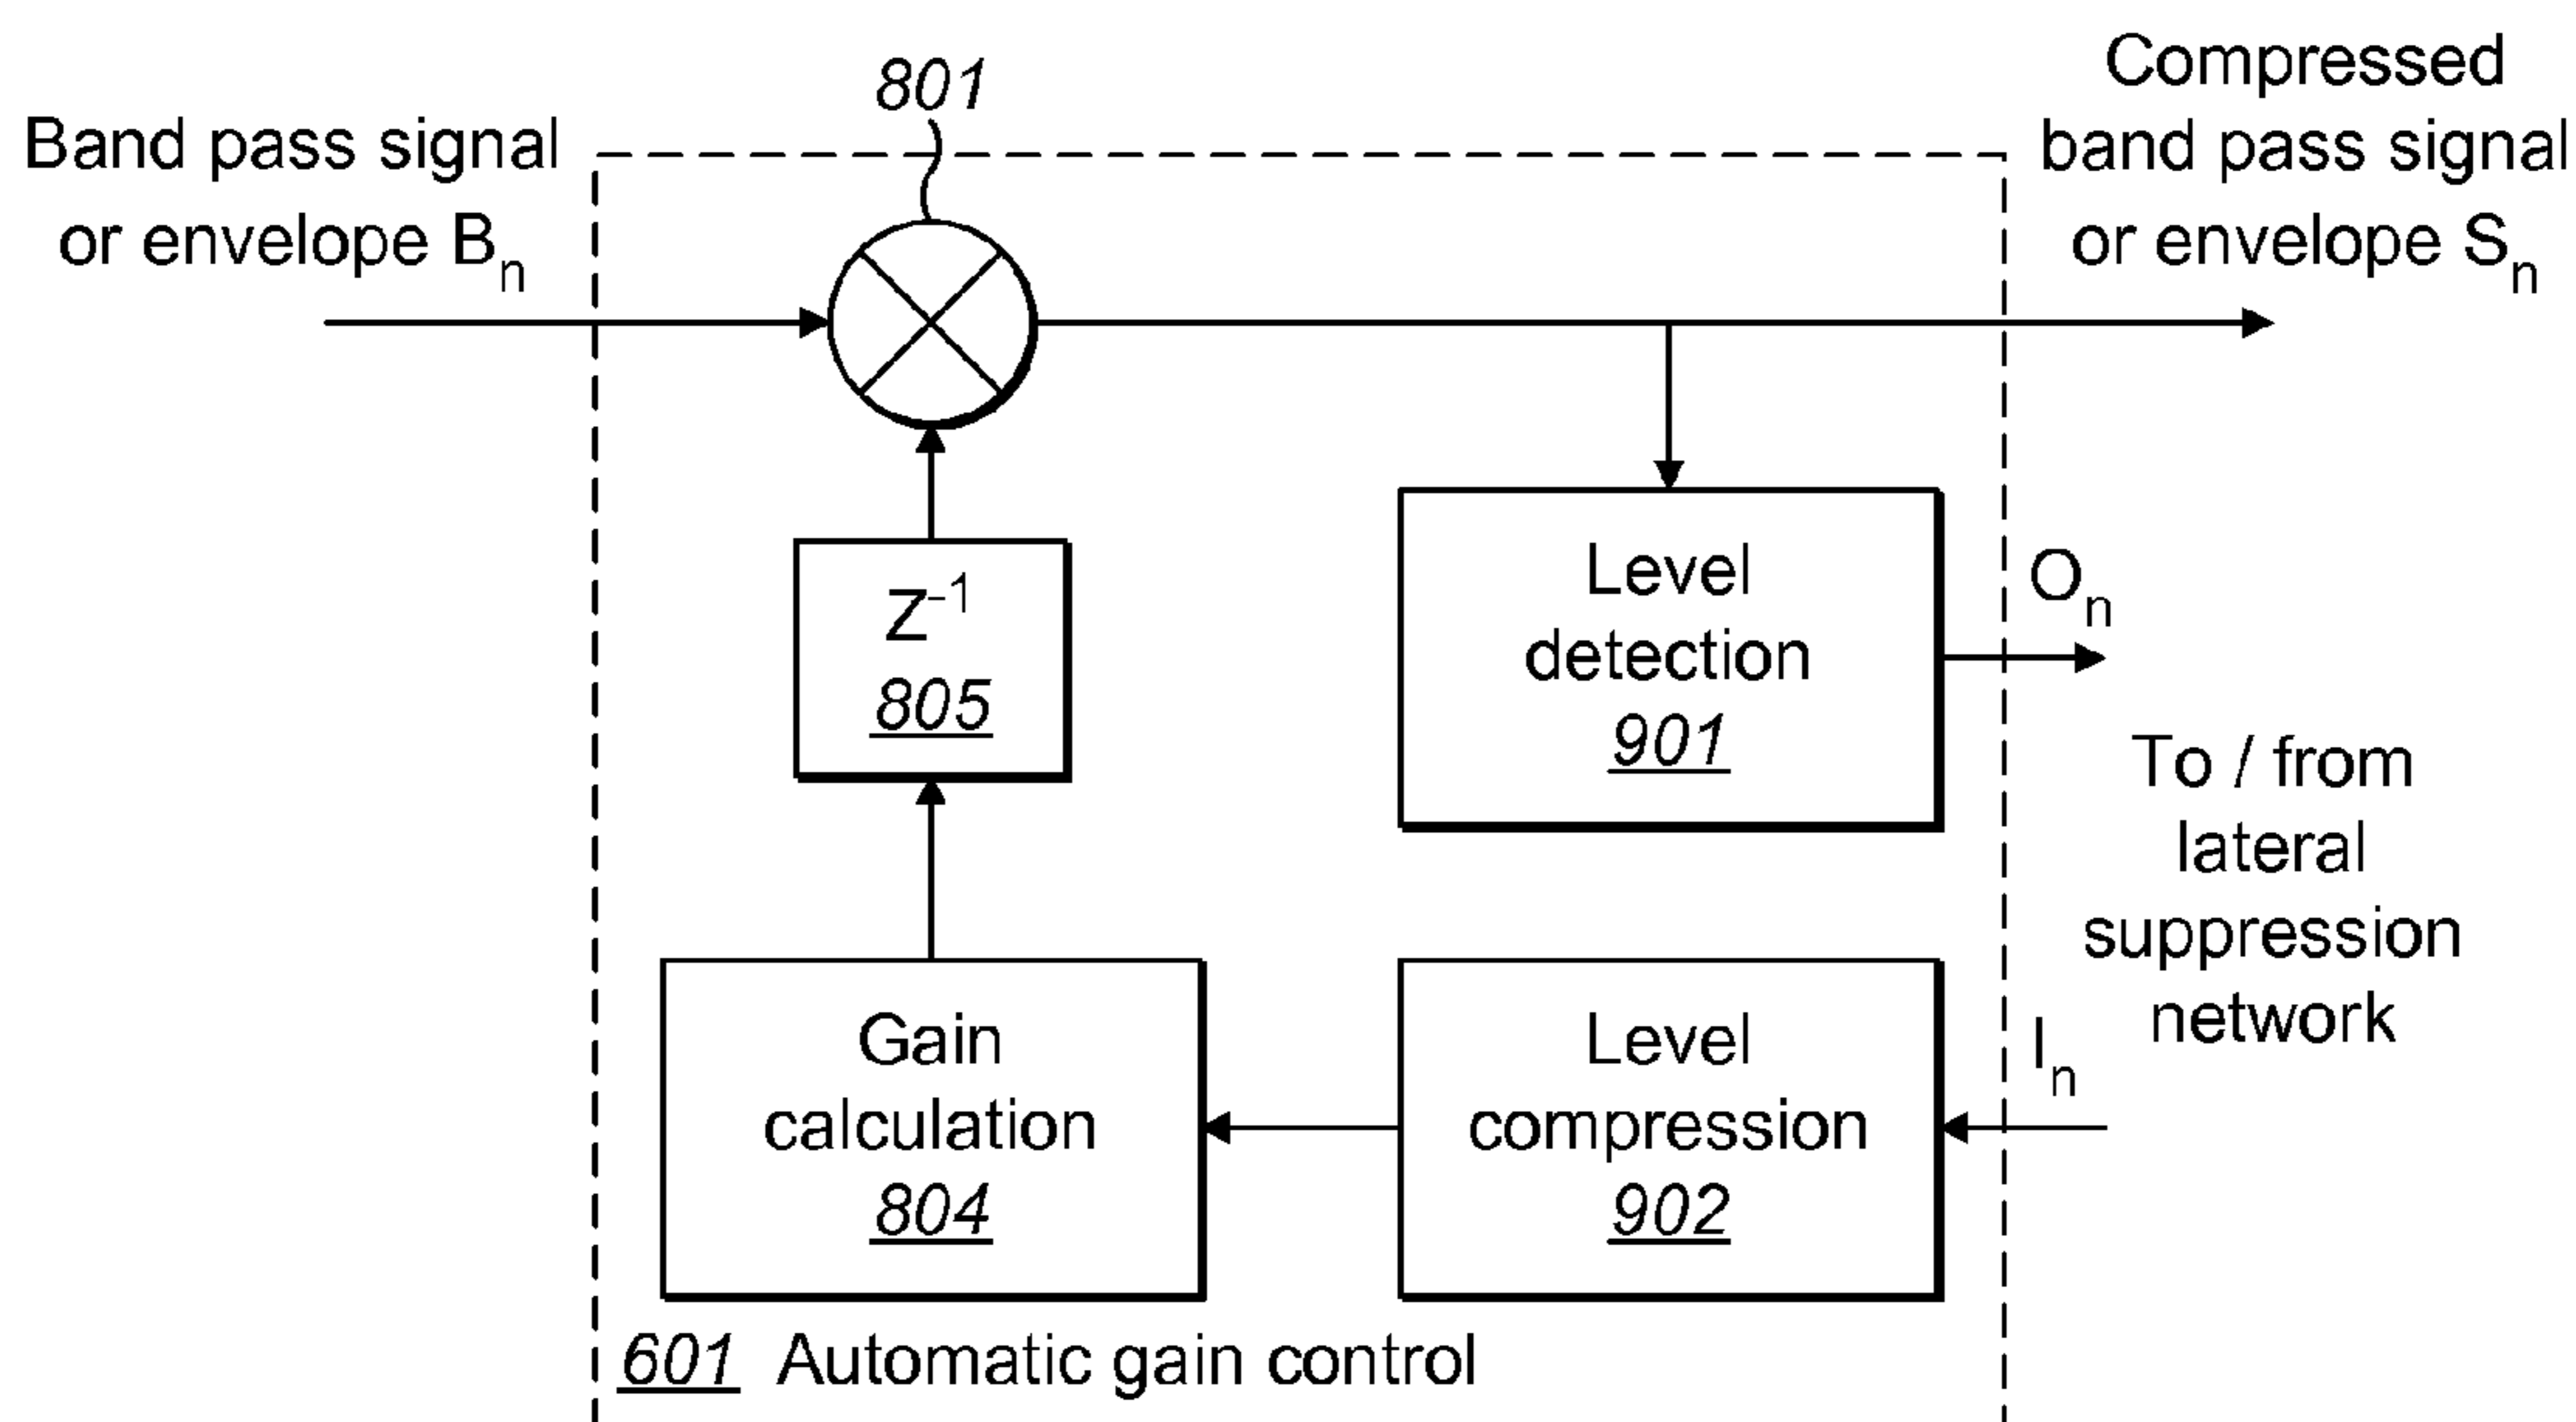 801
Band pass signal
or envelope Bn
Compressed
band pass signal
or envelope Sn
Z⁻¹
805
Level
detection
901
On
To / from
lateral
suppression
network
In
Gain
calculation
804
Level
compression
902
601 Automatic gain control